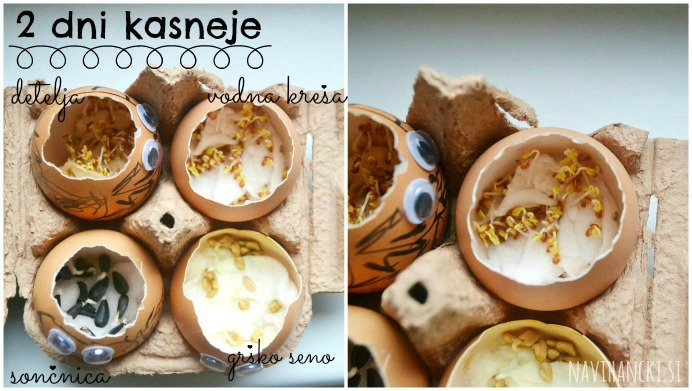 2 dni kasneje
detelja
vodna kreša
sončnica
grško seno
NAVIHANCKI.SI